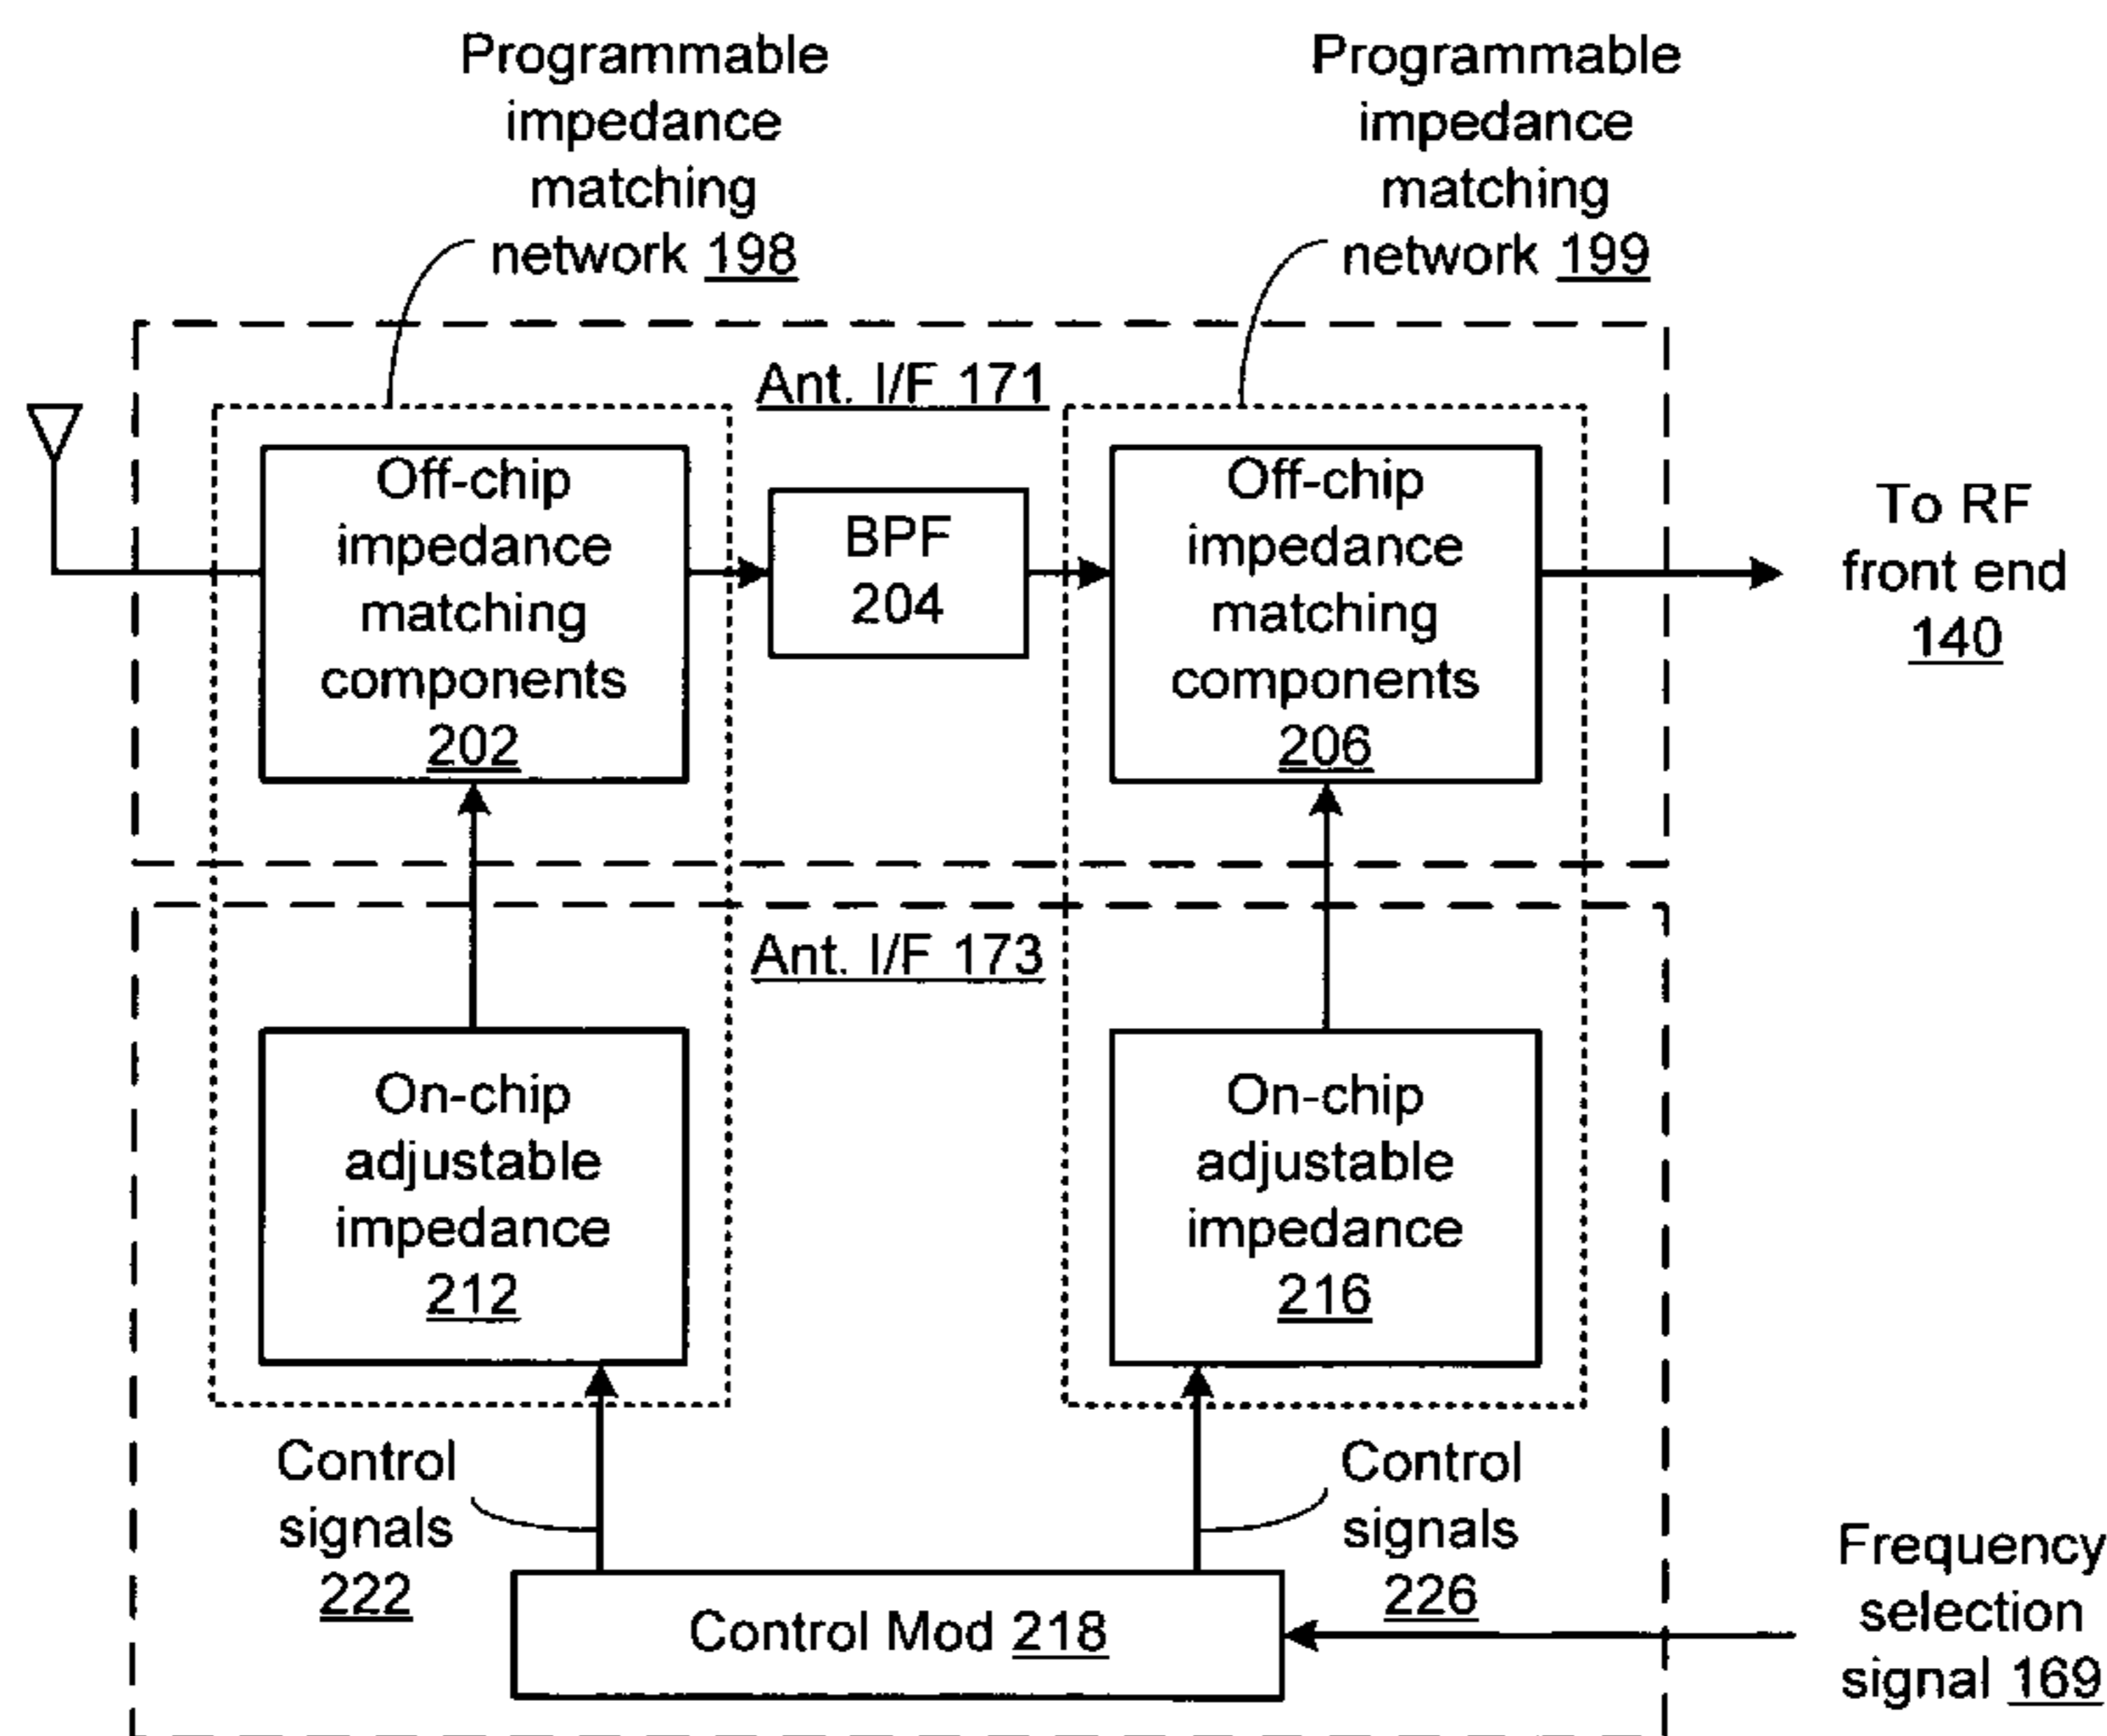 Programmable
impedance
matching
network 198
Programmable
impedance
matching
network 199
Ant. I/F 171
Off-chip
impedance
matching
components
202
BPF
204
Off-chip
impedance
matching
components
206
To RF
front end
140
Ant. I/F 173
On-chip
adjustable
impedance
212
On-chip
adjustable
impedance
216
Control
signals
222
Control
signals
226
Control Mod 218
Frequency
selection
signal 169